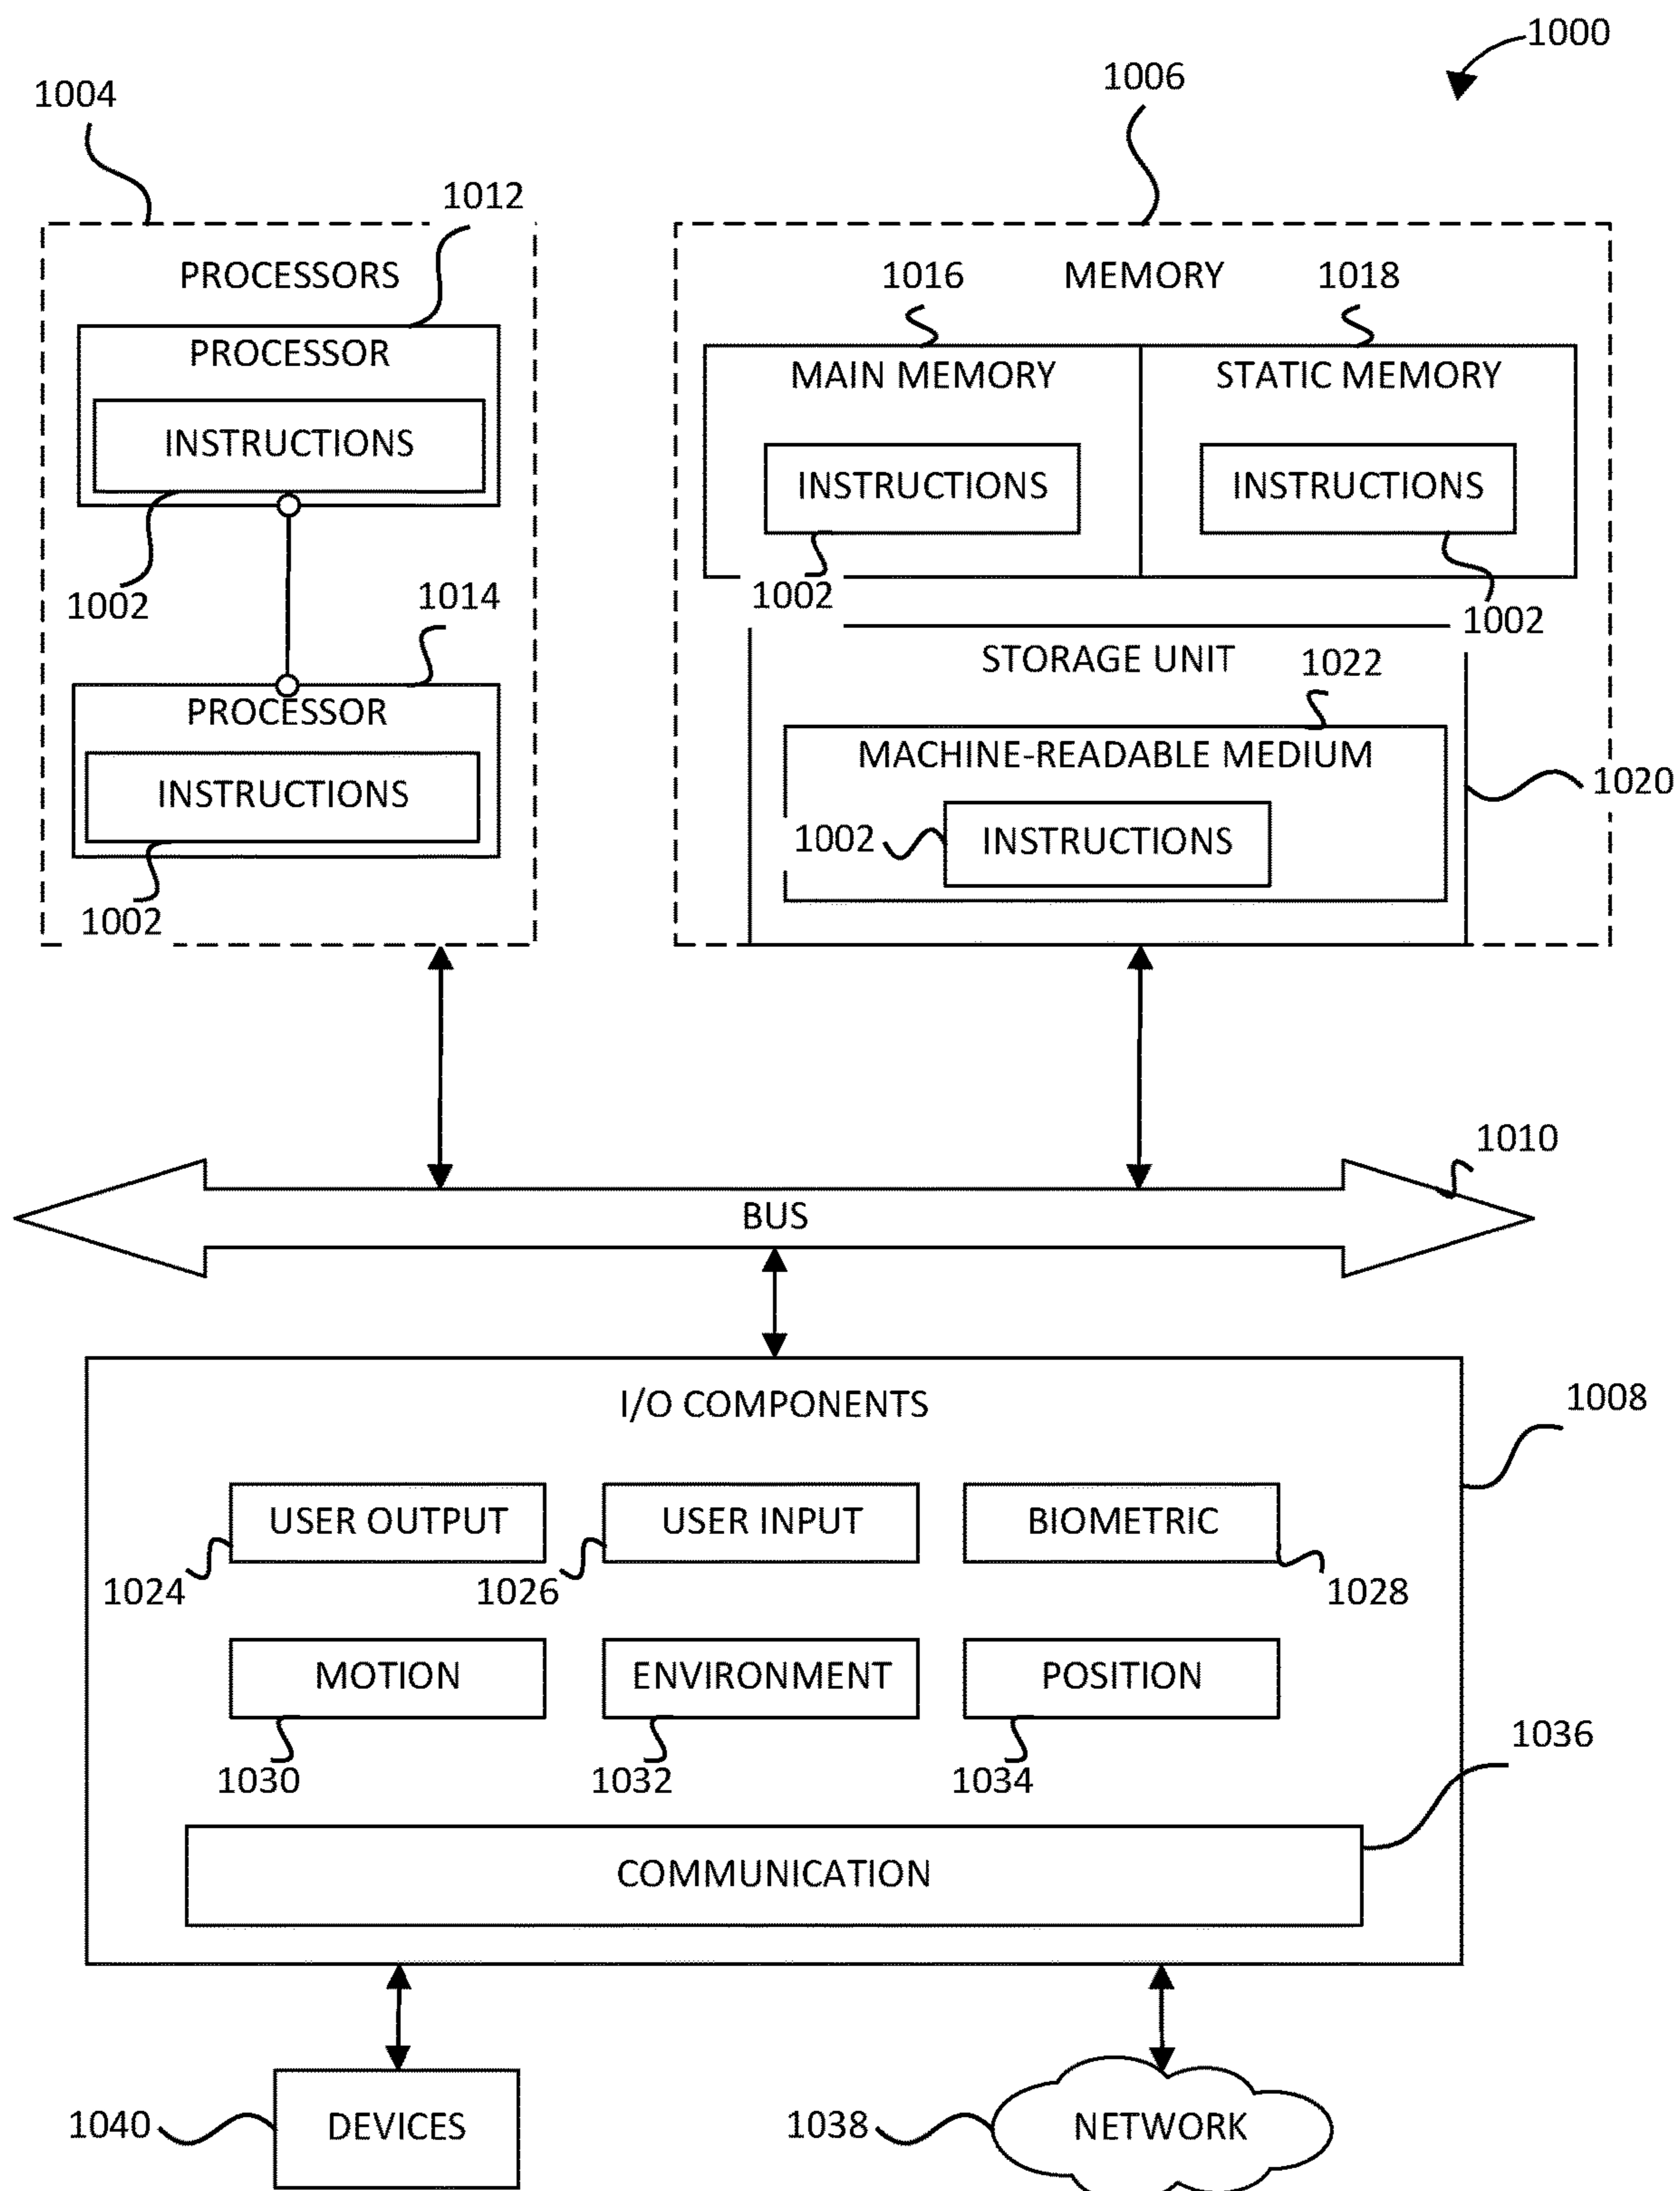 1000
1006
1004
1012
PROCESSORS
1016
MEMORY
1018
PROCESSOR
MAIN MEMORY
STATIC MEMORY
INSTRUCTIONS
INSTRUCTIONS
INSTRUCTIONS
1002
1014
1002
1002
STORAGE UNIT
1022
PROCESSOR
MACHINE-READABLE MEDIUM
1020
INSTRUCTIONS
1002
INSTRUCTIONS
1002
1010
BUS
I/O COMPONENTS
1008
USER OUTPUT
USER INPUT
BIOMETRIC
1024
1026
1028
MOTION
ENVIRONMENT
POSITION
1036
1030
1032
1034
COMMUNICATION
1040
DEVICES
1038
NETWORK